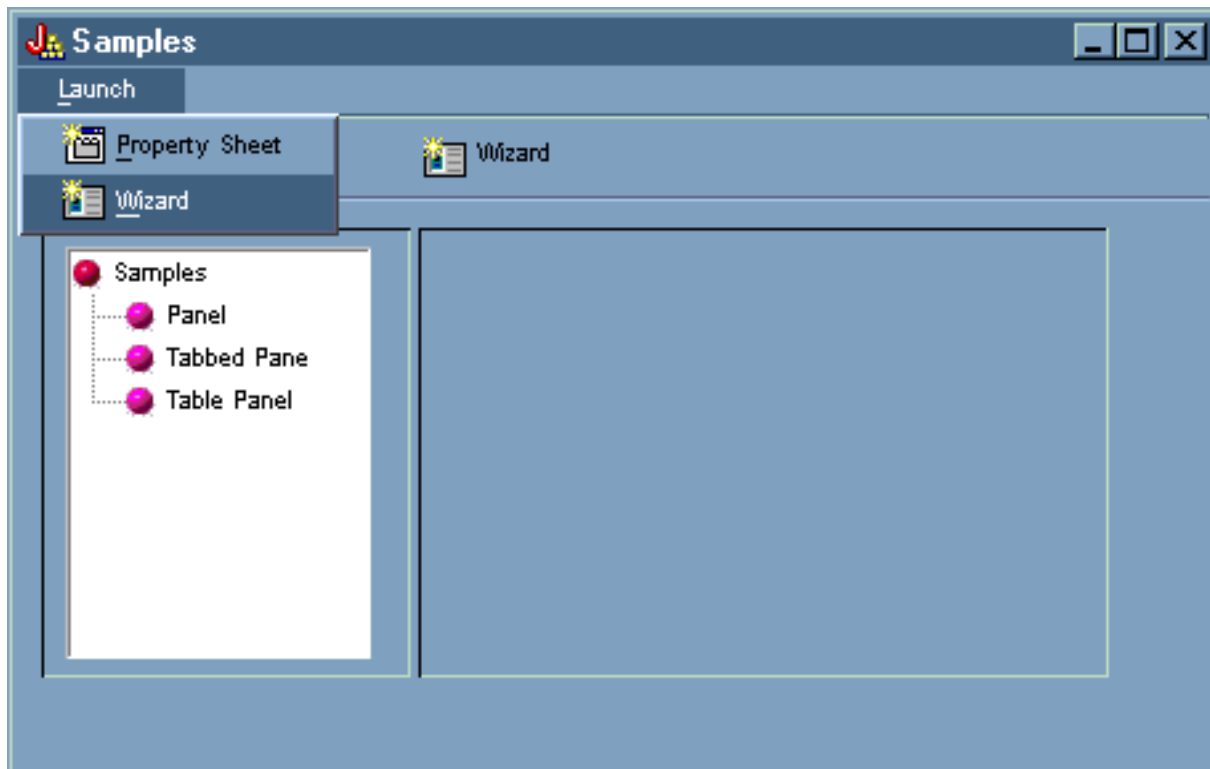 Samples
Launch
Property Sheet
Wizard
Wizard
Samples
Panel
Tabbed Pane
Table Panel